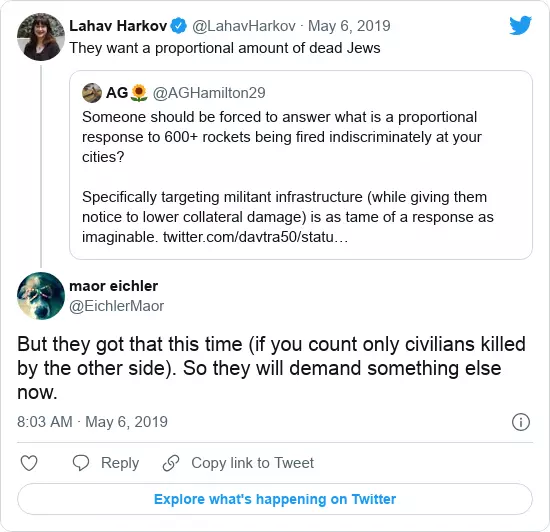 Lahav Harkov @LahavHarkov · May 6, 2019
They want a proportional amount of dead Jews
AG🌻 @AGHamilton29
Someone should be forced to answer what is a proportional
response to 600+ rockets being fired indiscriminately at your
cities?
Specifically targeting militant infrastructure (while giving them
notice to lower collateral damage) is as tame of a response as
imaginable. twitter.com/davtra50/statu…
maor eichler
@EichlerMaor
But they got that this time (if you count only civilians killed
by the other side). So they will demand something else
now.
8:03 AM · May 6, 2019
Reply Copy link to Tweet
Explore what's happening on Twitter